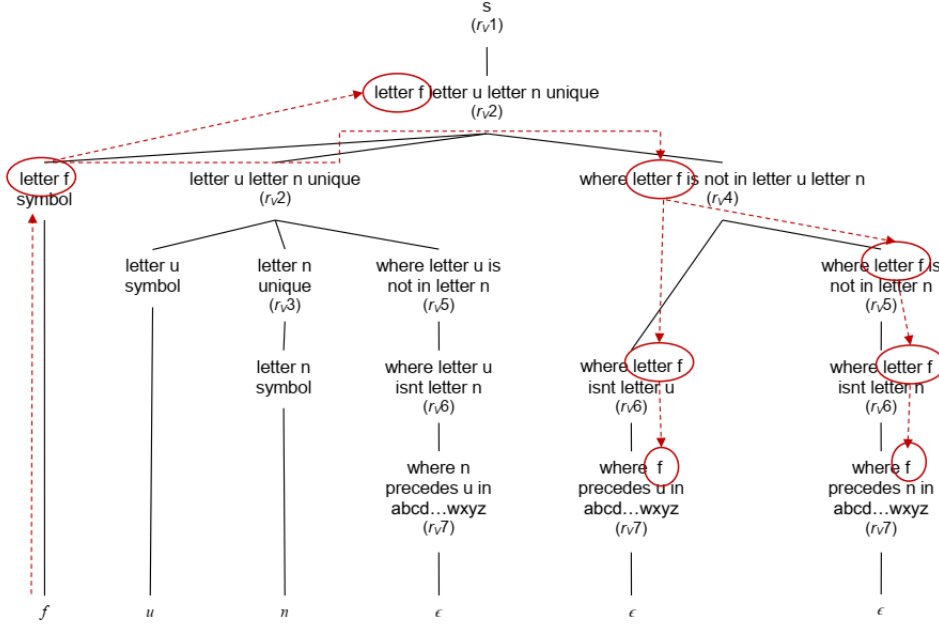 s
(rv1)
letter f letter u letter n unique
(rv2)
letter f
symbol
letter u letter n unique
(rv2)
where letter f is not in letter u letter n
(rv4)
letter u
symbol
letter n
unique
(rv3)
where letter u is
not in letter n
(rv5)
where letter f is
not in letter n
(rv5)
letter n
symbol
where letter u
isnt letter n
(rv6)
where letter f
isnt letter u
(rv6)
where letter f
isnt letter n
(rv6)
where n
precedes u in
abcd...wxyz
(rv7)
where f
precedes u in
abcd...wxyz
(rv7)
where f
precedes n in
abcd...wxyz
(rv7)
f u n ϵ ϵ ϵ